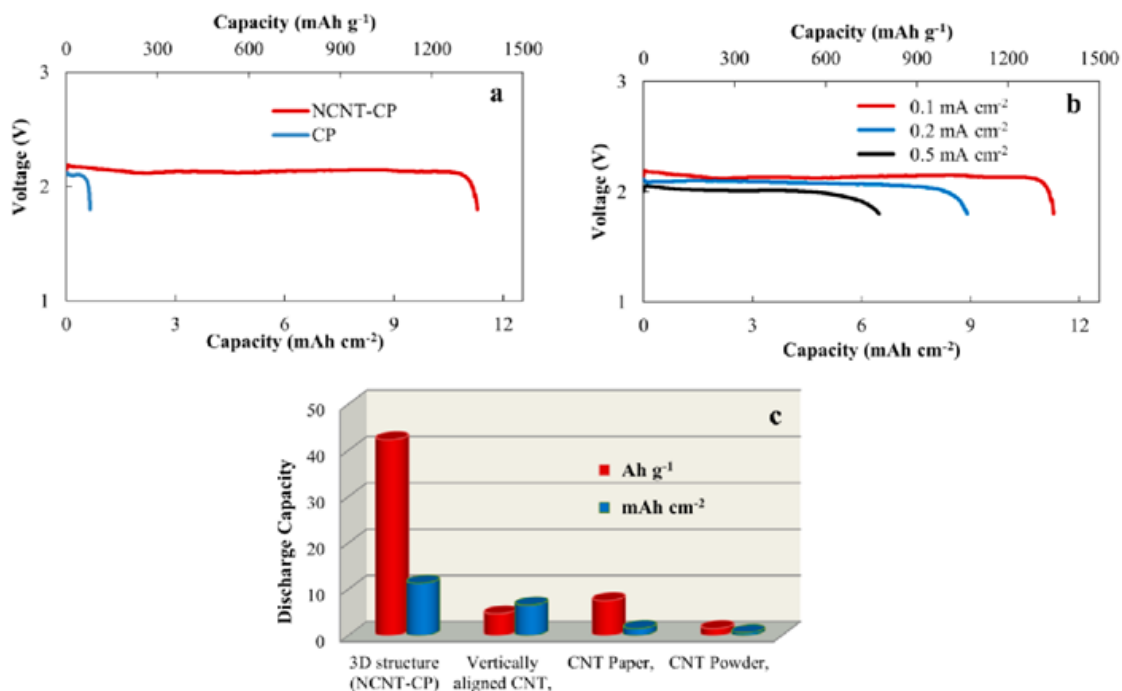 Capacity (mAh g⁻¹)
0 300 600 900 1200 1500
3
2
1
Voltage (V)
a
NCNT-CP
CP
0 3 6 9 12
Capacity (mAh cm⁻²)
Capacity (mAh g⁻¹)
0 300 600 900 1200 1500
3
2
1
Voltage (V)
b
0.1 mA cm⁻²
0.2 mA cm⁻²
0.5 mA cm⁻²
0 3 6 9 12
Capacity (mAh cm⁻²)
50
40
30
20
10
0
Discharge Capacity
c
Ah g⁻¹
mAh cm⁻²
3D structure
(NCNT-CP)
Vertically
aligned CNT,
CNT Paper,
CNT Powder,